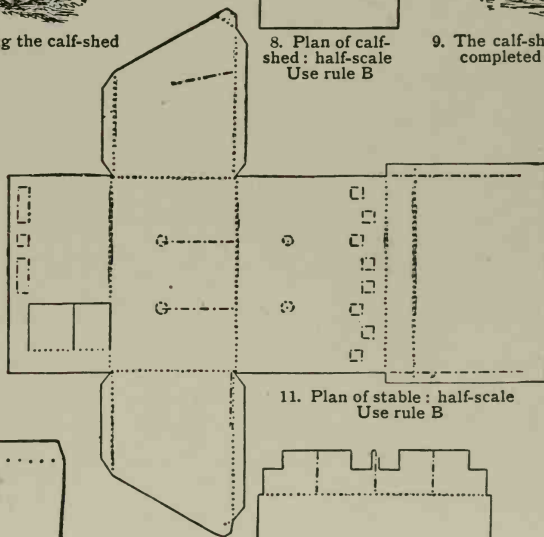 g the calf-shed
8. Plan of calf-
shed: half-scale
Use rule B
9. The calf-sh
completed
11. Plan of stable: half-scale
Use rule B